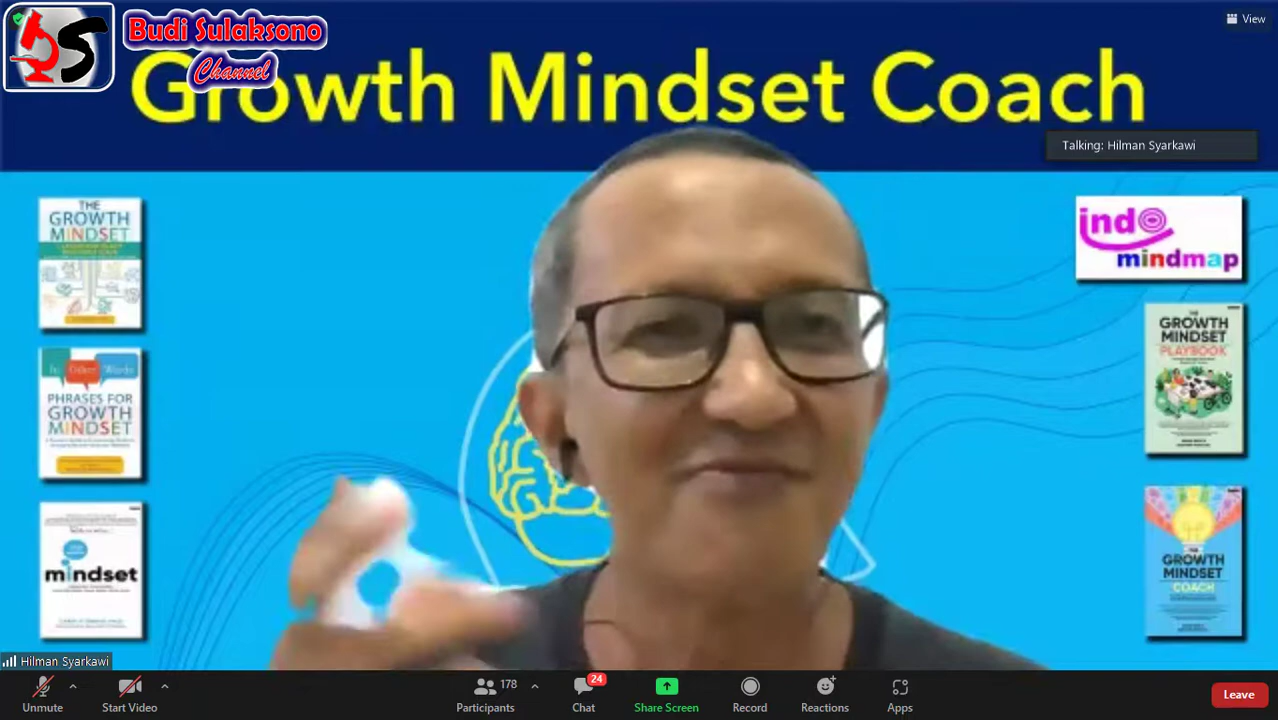 Budi Sulaksono
Channel
View
Growth Mindset Coach
Talking: Hilman Syarkawi
THE
GROWTH
MINDSET
In Other Words
PHRASES FOR
GROWTH
MINDSET
mindset
indo
mindmap
THE
GROWTH
MINDSET
PLAYBOOK
THE
GROWTH
MINDSET
COACH
Hilman Syarkawi
178
24
Unmute
Start Video
Participants
Chat
Share Screen
Record
Reactions
Apps
Leave